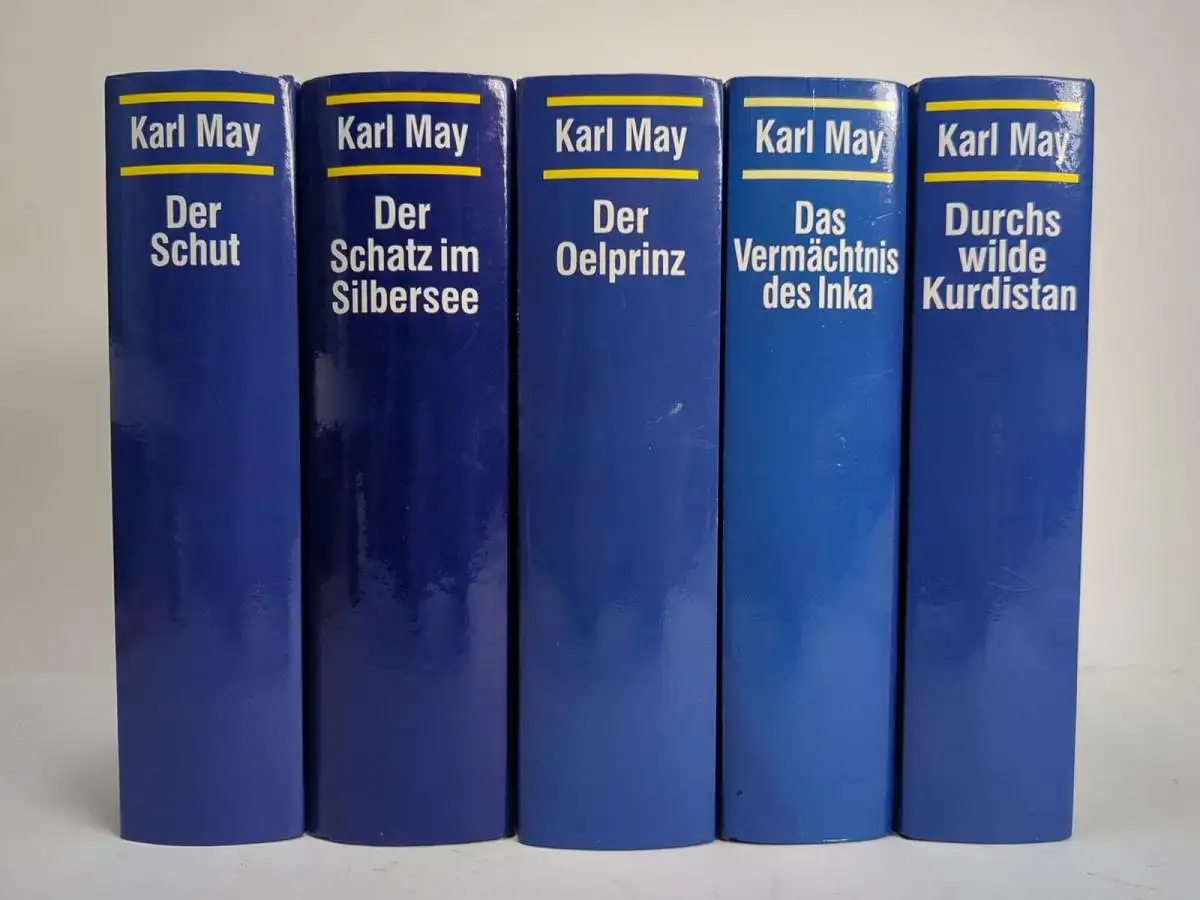 Karl May
Der
Schut
Karl May
Der
Schatz im
Silbersee
Karl May
Der
Oelprinz
Karl May
Das
Vermächtnis
des Inka
Karl May
Durchs
wilde
Kurdistan